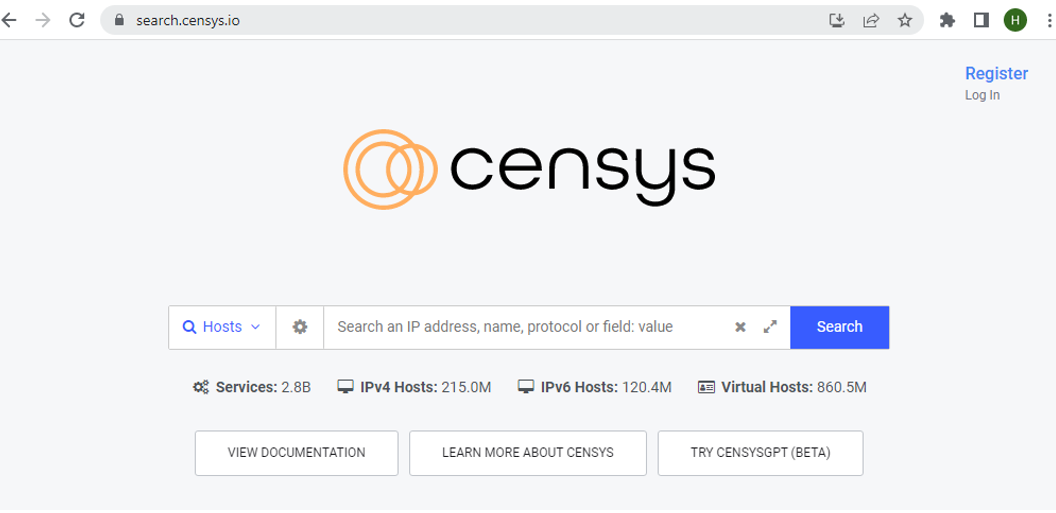 search.censys.io
H
Register
Log In
censys
Hosts
Search an IP address, name, protocol or field: value
Search
Services: 2.8B IPv4 Hosts: 215.0M IPv6 Hosts: 120.4M Virtual Hosts: 860.5M
VIEW DOCUMENTATION
LEARN MORE ABOUT CENSYS
TRY CENSYSGPT (BETA)